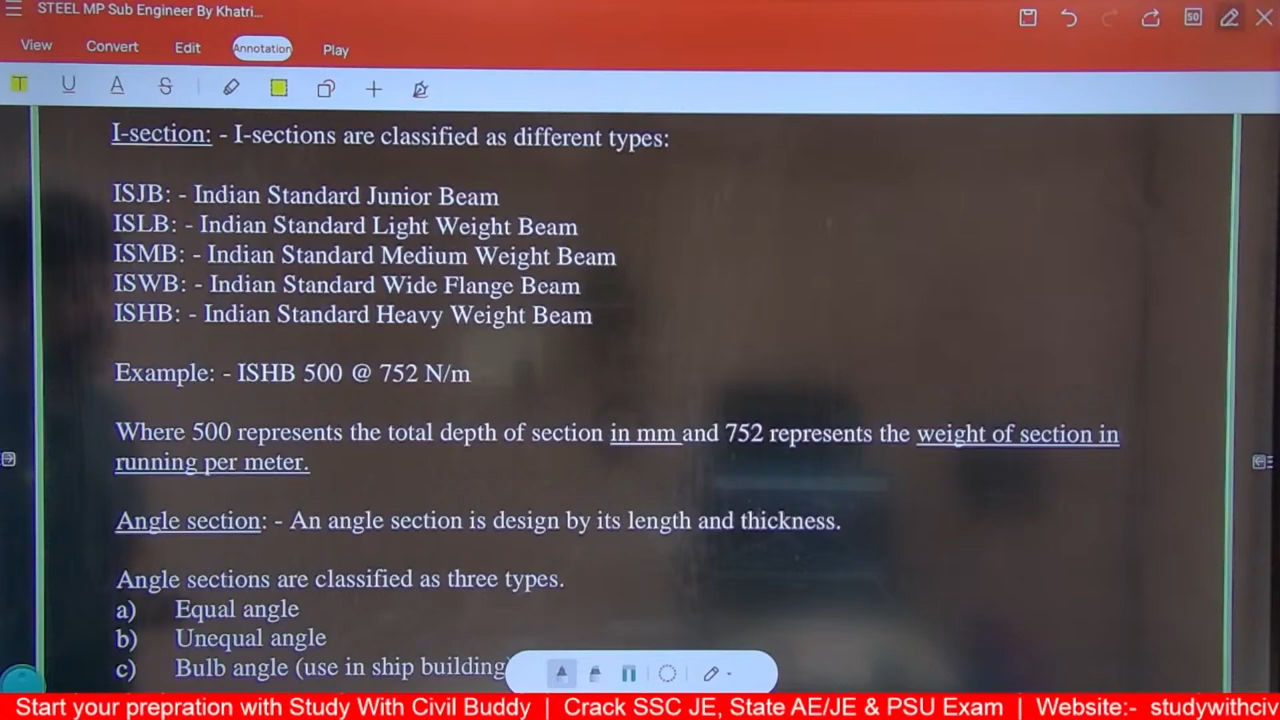 STEEL MP Sub Engineer By Khatri...
50
View Convert Edit Annotation Play
T U A S
I-section: - I-sections are classified as different types:
ISJB: - Indian Standard Junior Beam
ISLB: - Indian Standard Light Weight Beam
ISMB: - Indian Standard Medium Weight Beam
ISWB: - Indian Standard Wide Flange Beam
ISHB: - Indian Standard Heavy Weight Beam
Example: - ISHB 500 @ 752 N/m
Where 500 represents the total depth of section in mm and 752 represents the weight of section in
running per meter.
Angle section: - An angle section is design by its length and thickness.
Angle sections are classified as three types.
a) Equal angle
b) Unequal angle
c) Bulb angle (use in ship building
Start your prepration with Study With Civil Buddy | Crack SSC JE, State AE/JE & PSU Exam | Website:- studywithciv